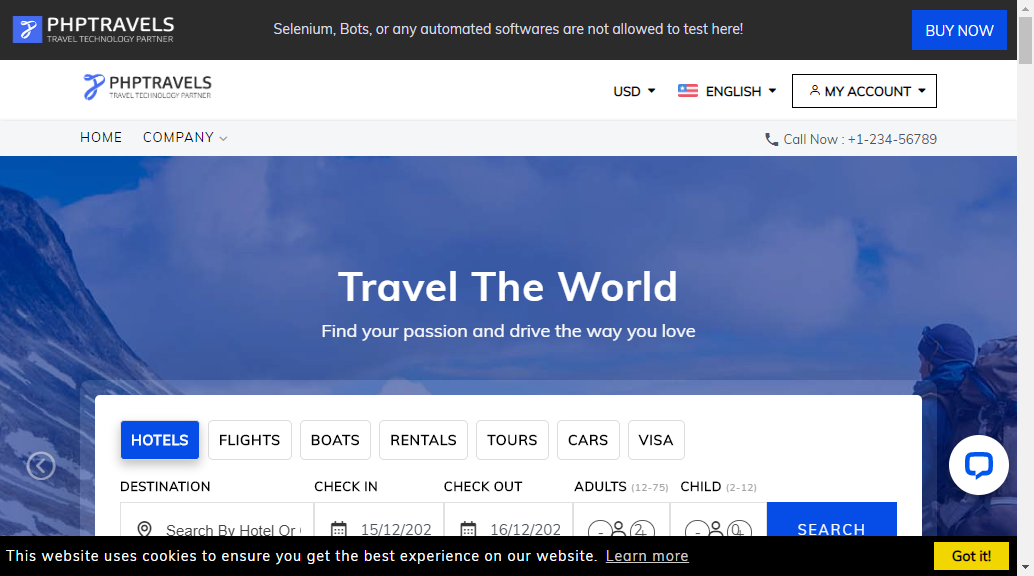 PHPTRAVELS
TRAVEL TECHNOLOGY PARTNER
Selenium, Bots, or any automated softwares are not allowed to test here!
BUY NOW
PHPTRAVELS
TRAVEL TECHNOLOGY PARTNER
USD
ENGLISH
MY ACCOUNT
HOME
COMPANY
Call Now : +1-234-56789
Travel The World
Find your passion and drive the way you love
HOTELS
FLIGHTS
BOATS
RENTALS
TOURS
CARS
VISA
DESTINATION
CHECK IN
CHECK OUT
ADULTS (12-75)
CHILD (2-12)
Search By Hotel Or
15/12/202
16/12/202
- 2
- 0
SEARCH
This website uses cookies to ensure you get the best experience on our website. Learn more
Got it!